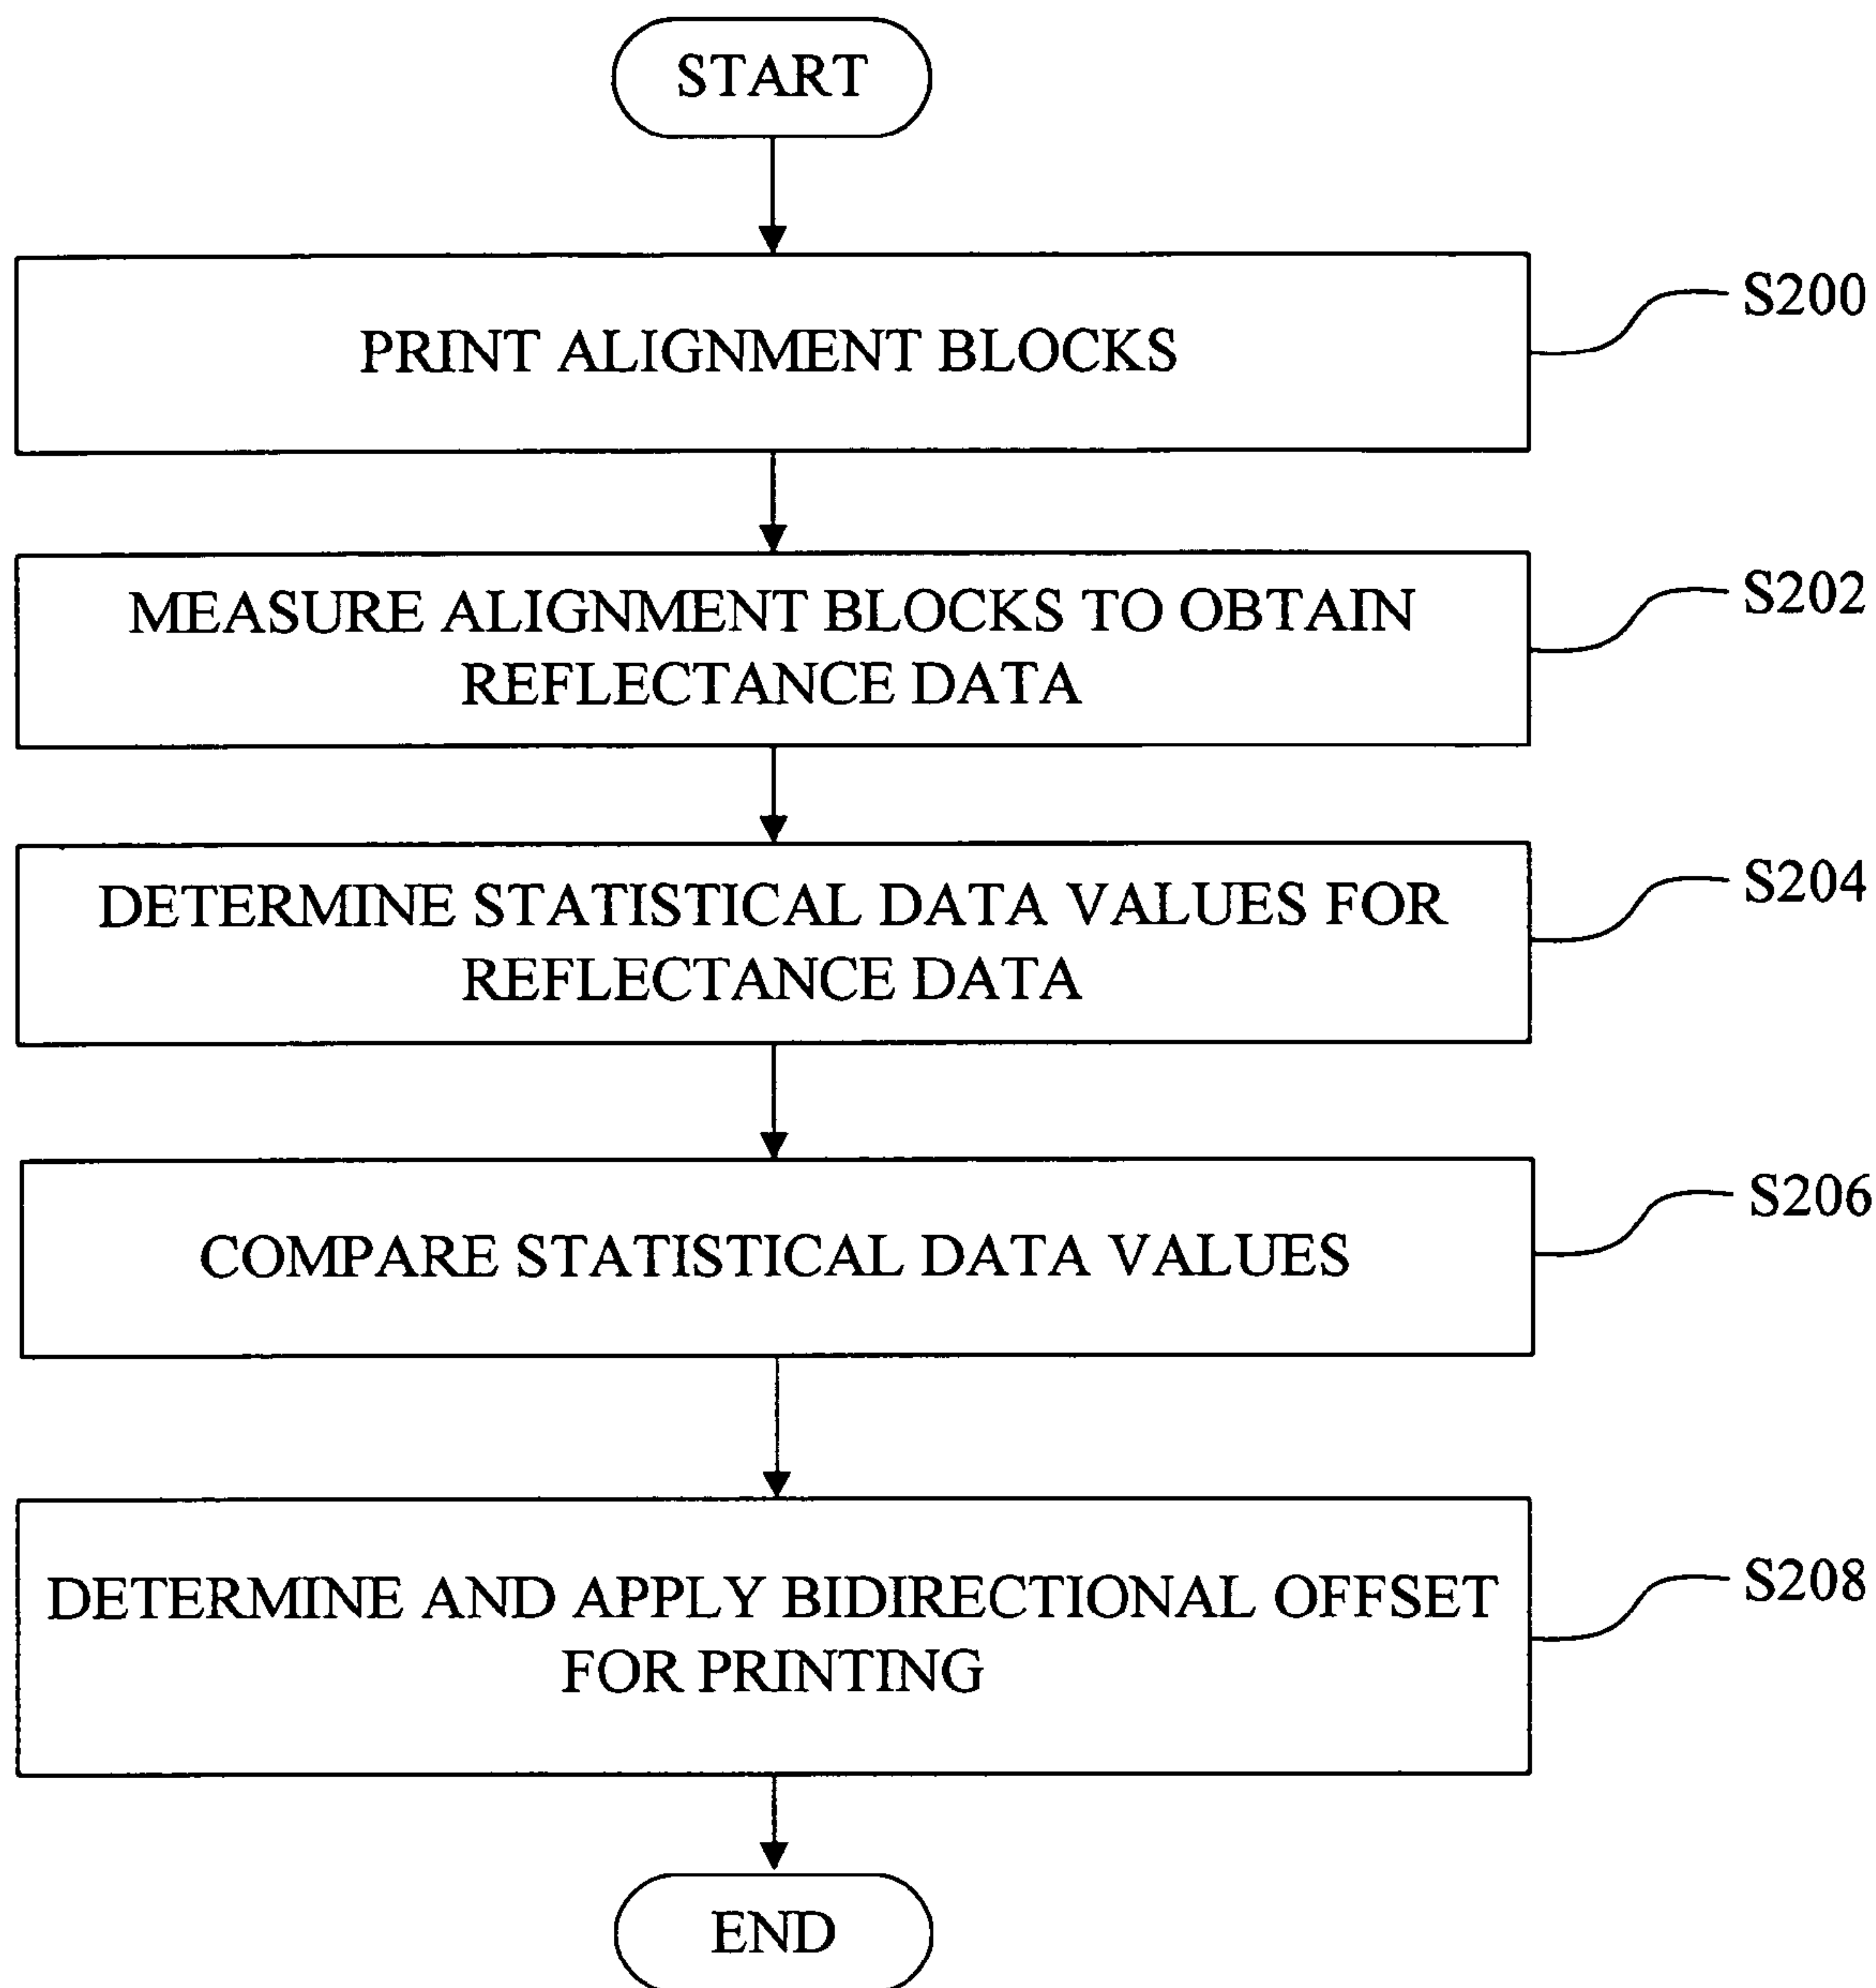 START
PRINT ALIGNMENT BLOCKS
S200
MEASURE ALIGNMENT BLOCKS TO OBTAIN
REFLECTANCE DATA
S202
DETERMINE STATISTICAL DATA VALUES FOR
REFLECTANCE DATA
S204
COMPARE STATISTICAL DATA VALUES
S206
DETERMINE AND APPLY BIDIRECTIONAL OFFSET
FOR PRINTING
S208
END